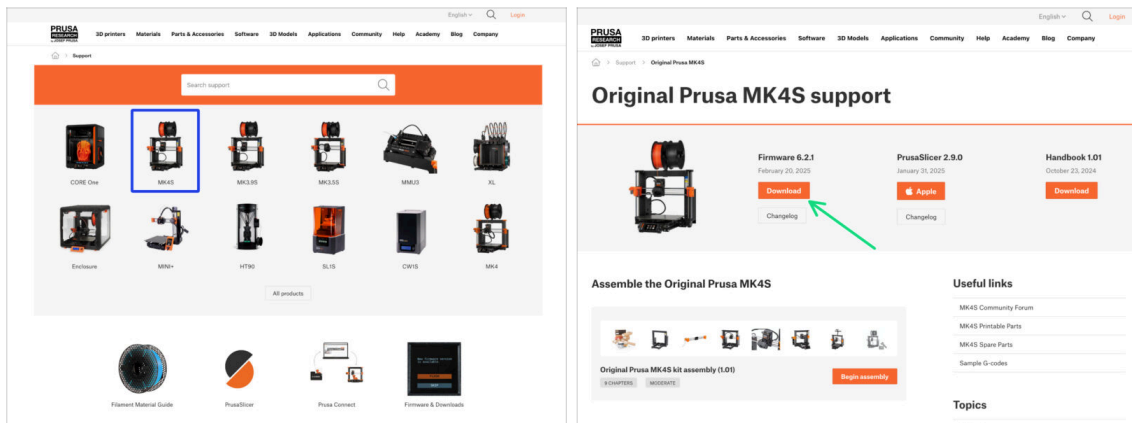 English
Login
PRUSA
RESEARCH
by JOSEF PRUSA
3D printers Materials Parts & Accessories Software 3D Models Applications Community Help Academy Blog Company
Support
Search support
CORE One MK4S MK3.9S MK3.5S MMU3 XL
Enclosure MINI+ HT90 SL1S CW1S MK4
All products
Filament Material Guide PrusaSlicer Prusa Connect Firmware & Downloads
English
Login
PRUSA
RESEARCH
by JOSEF PRUSA
3D printers Materials Parts & Accessories Software 3D Models Applications Community Help Academy Blog Company
Support Original Prusa MK4S
Original Prusa MK4S support
Firmware 6.2.1 PrusaSlicer 2.9.0 Handbook 1.01
February 20, 2025 January 31, 2025 October 23, 2024
Download Apple Download
Changelog Changelog
Assemble the Original Prusa MK4S
Original Prusa MK4S kit assembly (1.01)
9 CHAPTERS MODERATE
Begin assembly
Useful links
MK4S Community Forum
MK4S Printable Parts
MK4S Spare Parts
Sample G-codes
Topics